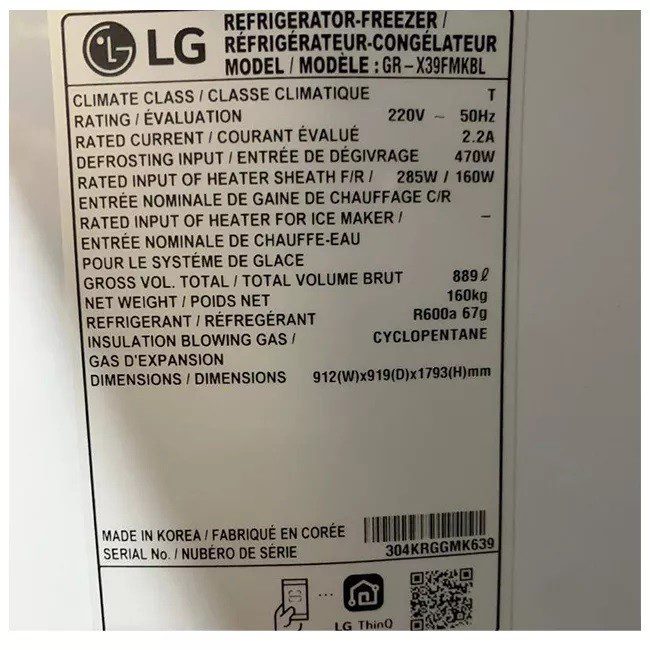 LG
REFRIGERATOR-FREEZER /
RÉFRIGÉRATEUR-CONGÉLATEUR
MODEL / MODÈLE : GR-X39FMKBL
CLIMATE CLASS / CLASSE CLIMATIQUE T
RATING / ÉVALUATION 220V ~ 50Hz
RATED CURRENT / COURANT ÉVALUÉ 2.2A
DEFROSTING INPUT / ENTRÉE DE DÉGIVRAGE 470W
RATED INPUT OF HEATER SHEATH F/R / 285W / 160W
ENTRÉE NOMINALE DE GAINE DE CHAUFFAGE C/R
RATED INPUT OF HEATER FOR ICE MAKER / -
ENTRÉE NOMINALE DE CHAUFFE-EAU
POUR LE SYSTÉME DE GLACE
GROSS VOL. TOTAL / TOTAL VOLUME BRUT 889ℓ
NET WEIGHT / POIDS NET 160kg
REFRIGERANT / RÉFREGÉRANT R600a 67g
INSULATION BLOWING GAS / CYCLOPENTANE
GAS D'EXPANSION
DIMENSIONS / DIMENSIONS 912(W)x919(D)x1793(H)mm
MADE IN KOREA / FABRIQUÉ EN CORÉE
SERIAL No. / NUBÉRO DE SÉRIE 304KRGGMK639
LG ThinQ